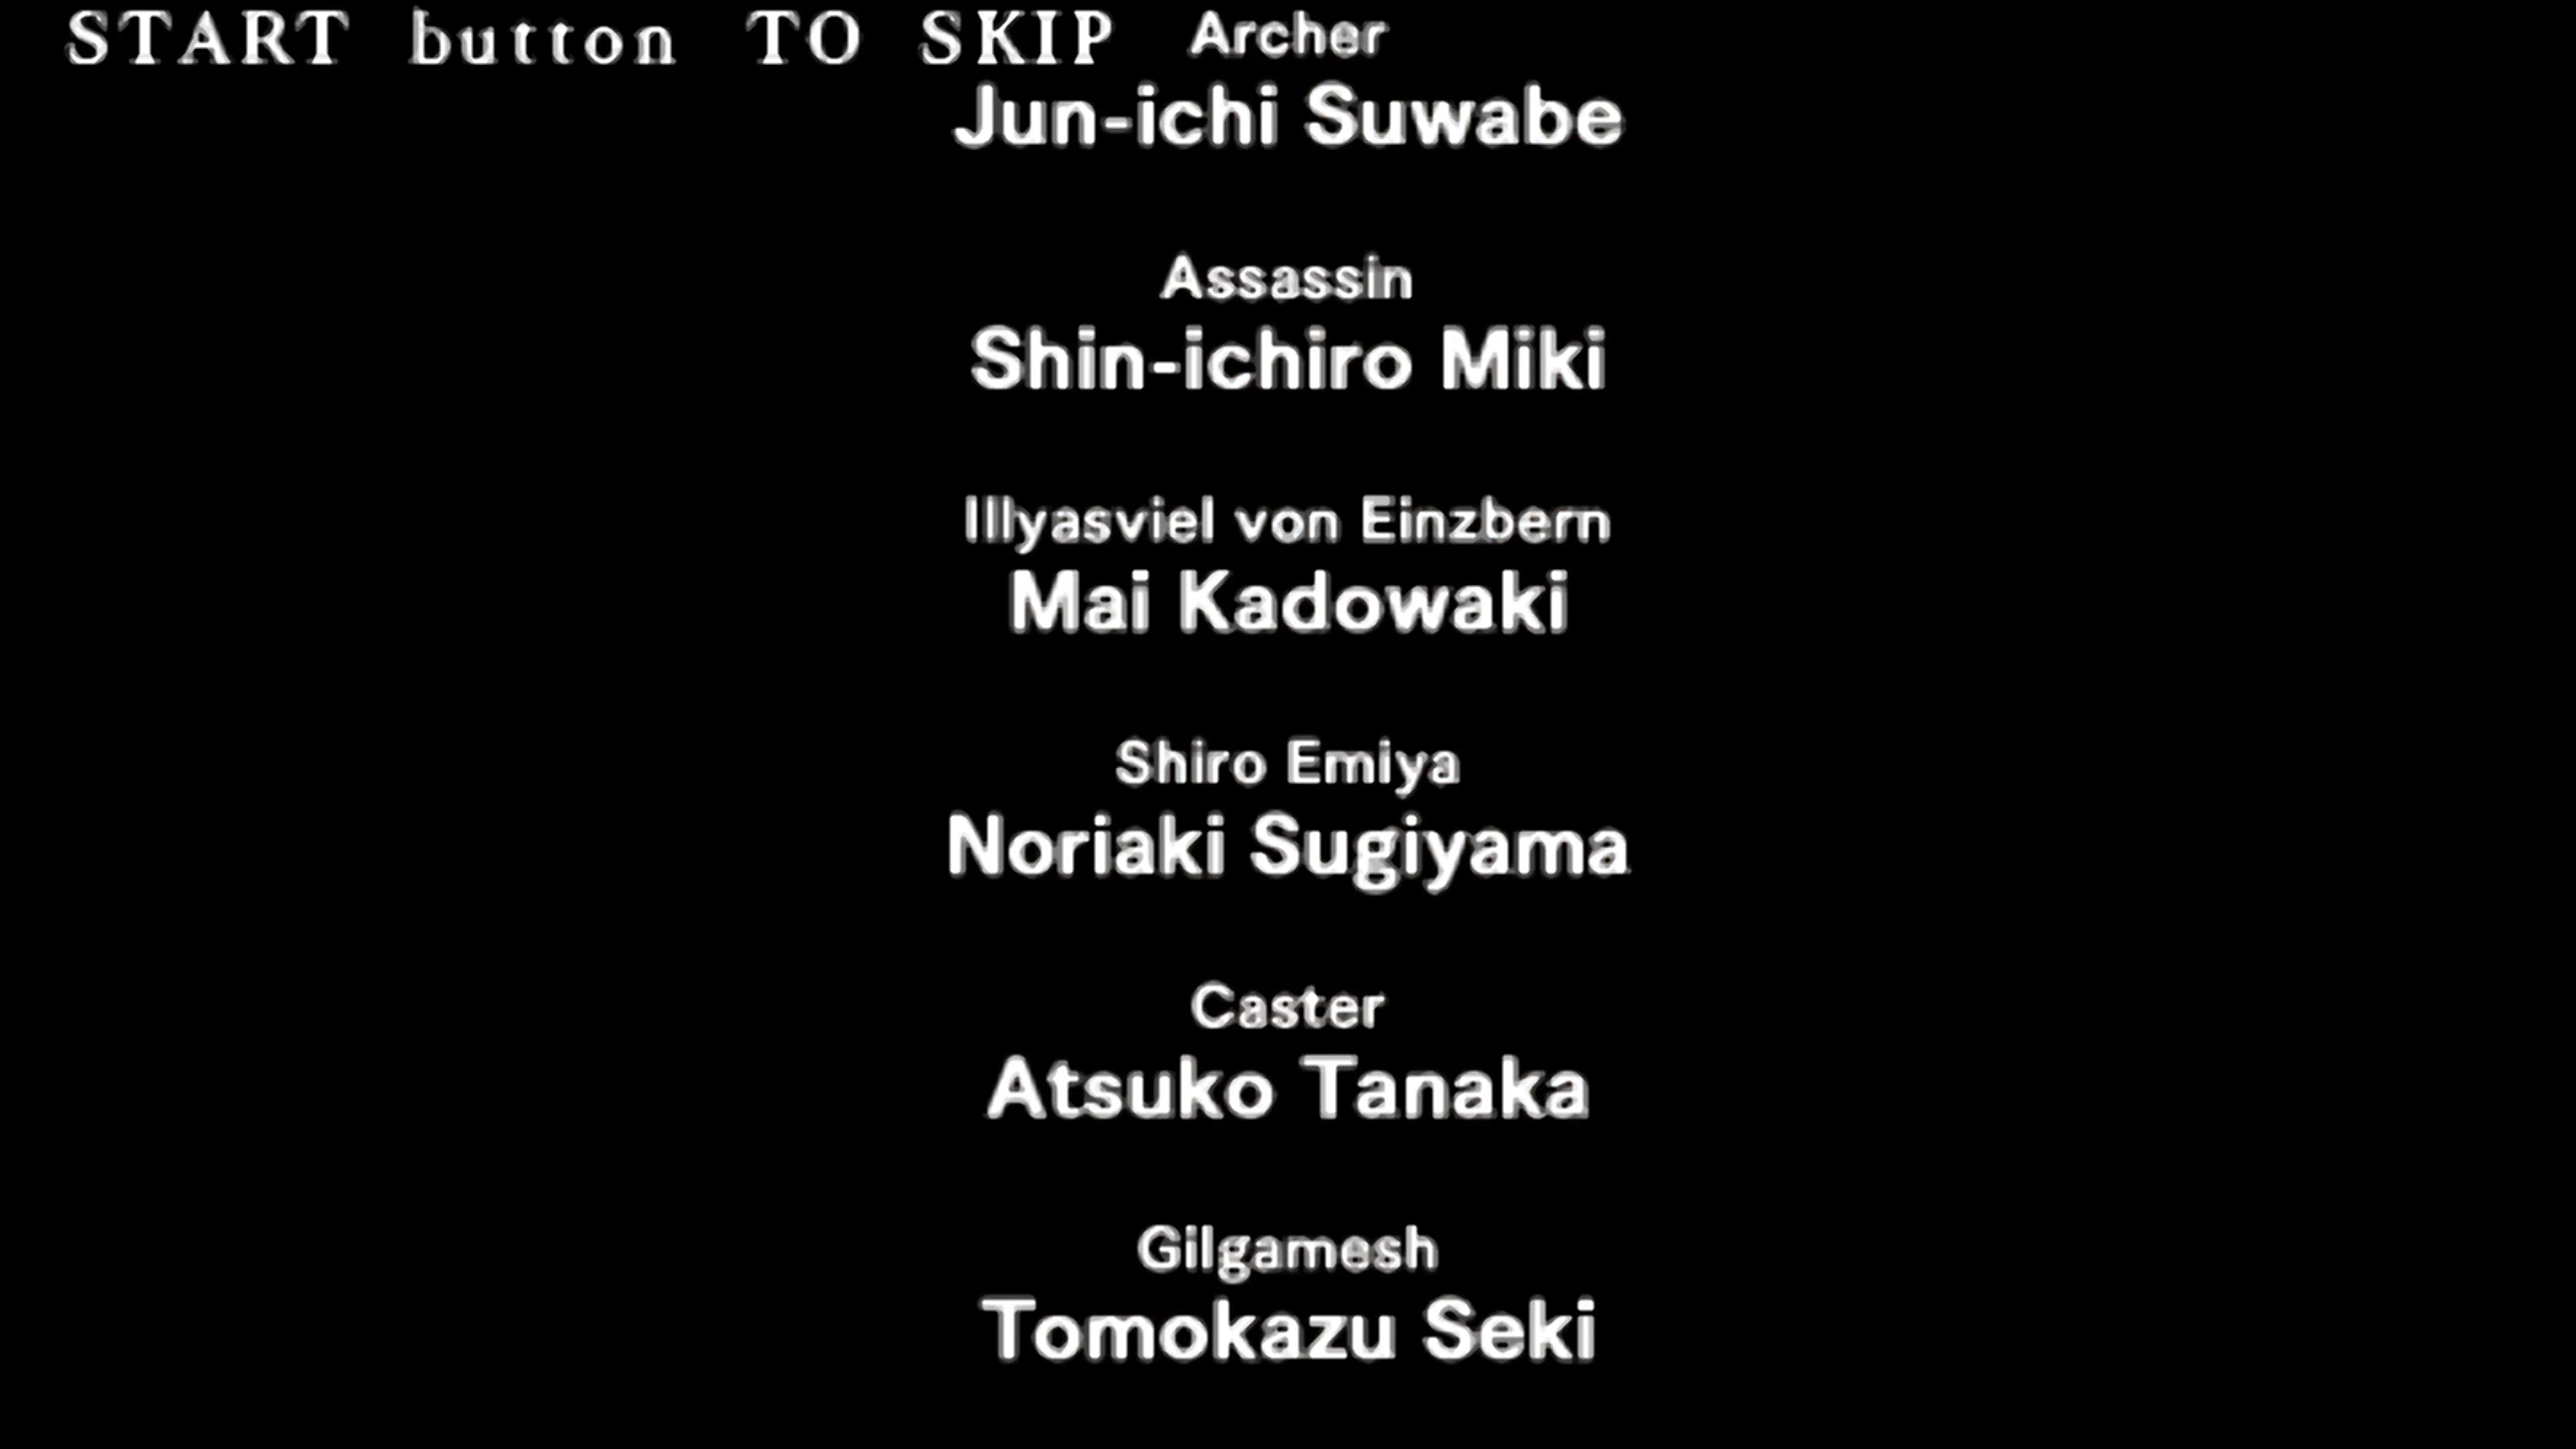 START button TO SKIP
Archer
Jun-ichi Suwabe
Assassin
Shin-ichiro Miki
Illyasviel von Einzbern
Mai Kadowaki
Shiro Emiya
Noriaki Sugiyama
Caster
Atsuko Tanaka
Gilgamesh
Tomokazu Seki